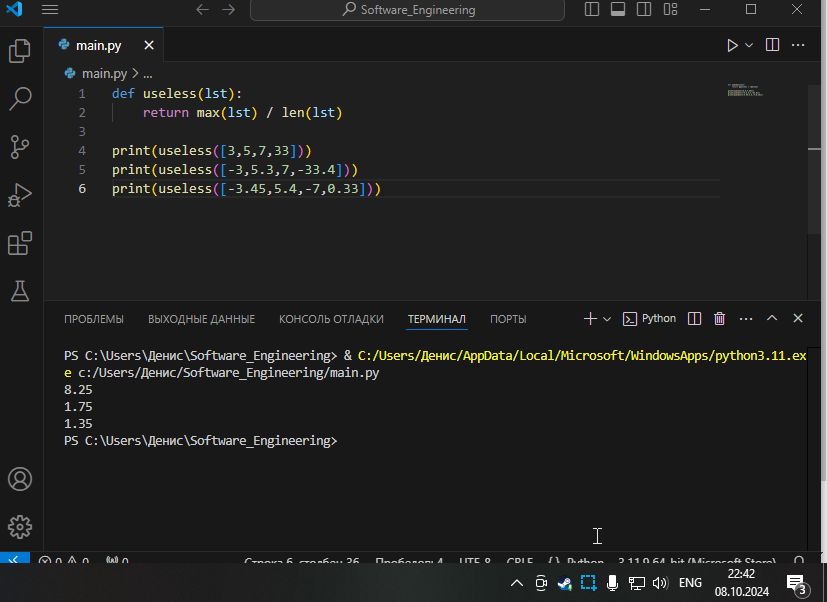 Software_Engineering
main.py
main.py > ...
1 def useless(lst):
2 return max(lst) / len(lst)
3
4 print(useless([3,5,7,33]))
5 print(useless([-3,5.3,7,-33.4]))
6 print(useless([-3.45,5.4,-7,0.33]))
ПРОБЛЕМЫ ВЫХОДНЫЕ ДАННЫЕ КОНСОЛЬ ОТЛАДКИ ТЕРМИНАЛ ПОРТЫ Python
PS C:\Users\Денис\Software_Engineering> & C:/Users/Денис/AppData/Local/Microsoft/WindowsApps/python3.11.ex
e c:/Users/Денис/Software_Engineering/main.py
8.25
1.75
1.35
PS C:\Users\Денис\Software_Engineering>
0 0 0 Строка 6, столбец 36 Пробелов: 4 UTF-8 CRLF {} Python 3.11.9 64-bit (Microsoft Store)
ENG 22:42
08.10.2024 3